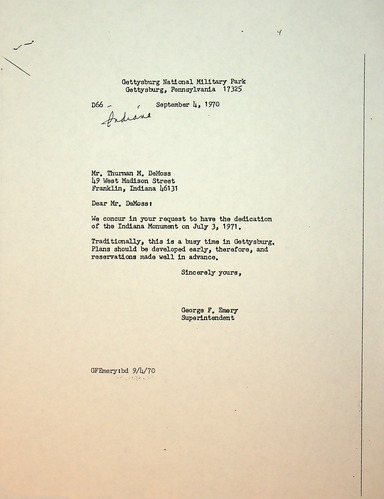 Gettysburg National Military Park
Gettysburg, Pennsylvania 17325
D66 - September 4, 1970
Indiana
Mr. Thurman M. DeMoss
49 West Madison Street
Franklin, Indiana 46131
Dear Mr. DeMoss:
We concur in your request to have the dedication
of the Indiana Monument on July 3, 1971.
Traditionally, this is a busy time in Gettysburg.
Plans should be developed early, therefore, and
reservations made well in advance.
Sincerely yours,
George F. Emery
Superintendent
GFEmery:bd 9/4/70